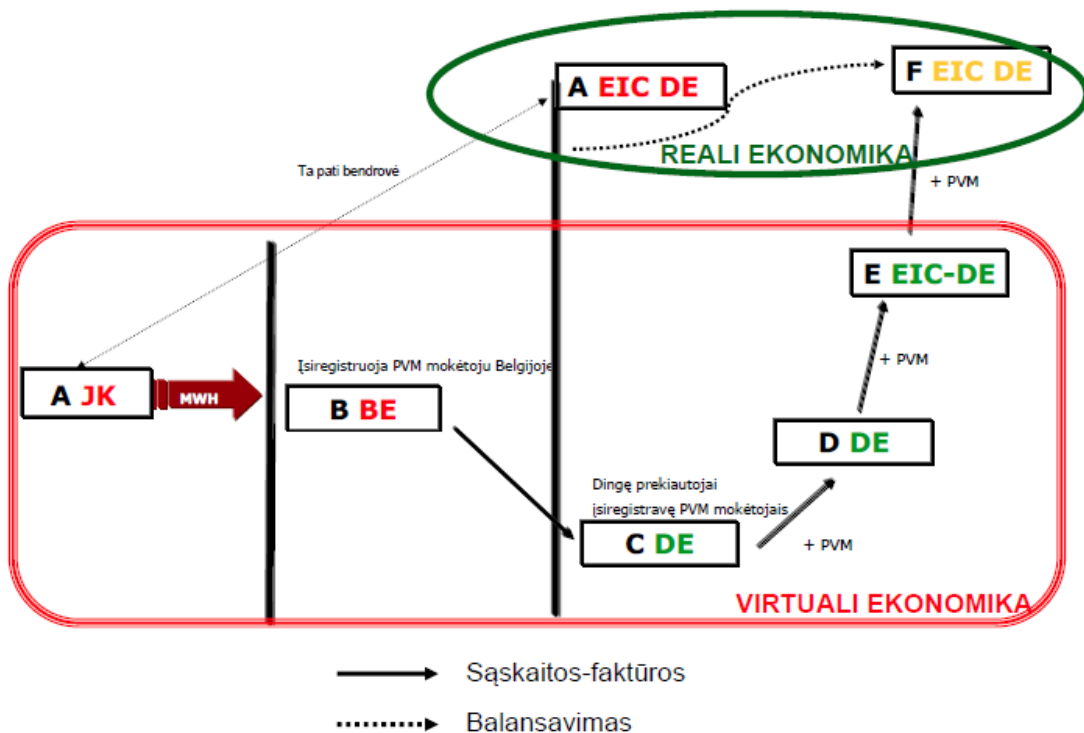 A EIC DE
F EIC DE
REALI EKONOMIKA
Ta pati bendrovė
+ PVM
E EIC-DE
+ PVM
Įsiregistruoja PVM mokėtoju Belgijoje
A JK
MWH
B BE
D DE
Dingę prekiautojai
įsiregistravę PVM mokėtojais
C DE
+ PVM
VIRTUALI EKONOMIKA
Sąskaitos-faktūros
Balansavimas